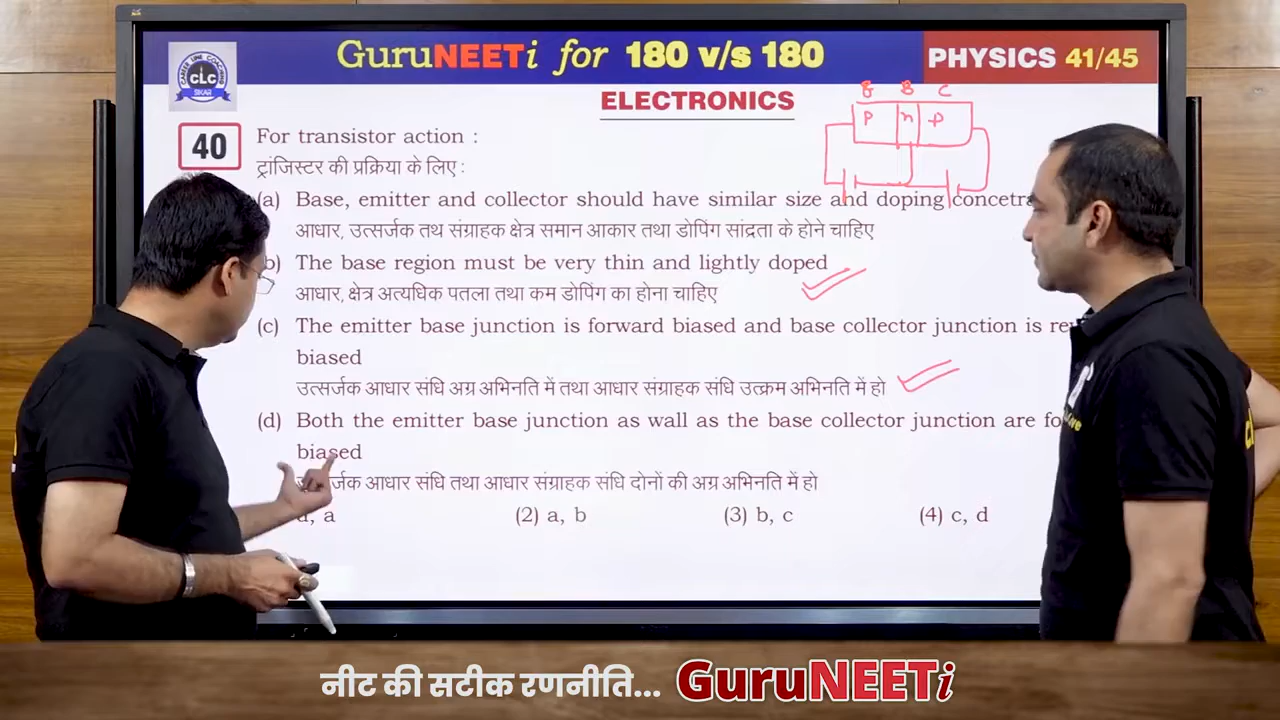 GuruNEETi for 180 v/s 180
PHYSICS 41/45
CLC
SIKAR
ELECTRONICS
E B C
P n P
40
For transistor action :
ट्रांजिस्टर की प्रक्रिया के लिए :
(a) Base, emitter and collector should have similar size and doping
आधार, उत्सर्जक तथ संग्राहक क्षेत्र समान आकार तथा डोपिंग सांद्रता के होने चाहिए
b) The base region must be very thin and lightly doped
आधार, क्षेत्र अत्यधिक पतला तथा कम डोपिंग का होना चाहिए
(c) The emitter base junction is forward biased and base collector junction is
biased
उत्सर्जक आधार संधि अग्र अभिनति में तथा आधार संग्राहक संधि उत्क्रम अभिनति में हो
(d) Both the emitter base junction as wall as the base collector junction are
biased
आधार संधि तथा आधार संग्राहक संधि दोनों की अग्र अभिनति में हो
a (2) a, b (3) b, c (4) c, d
नीट की सटीक रणनीति... GuruNEETi